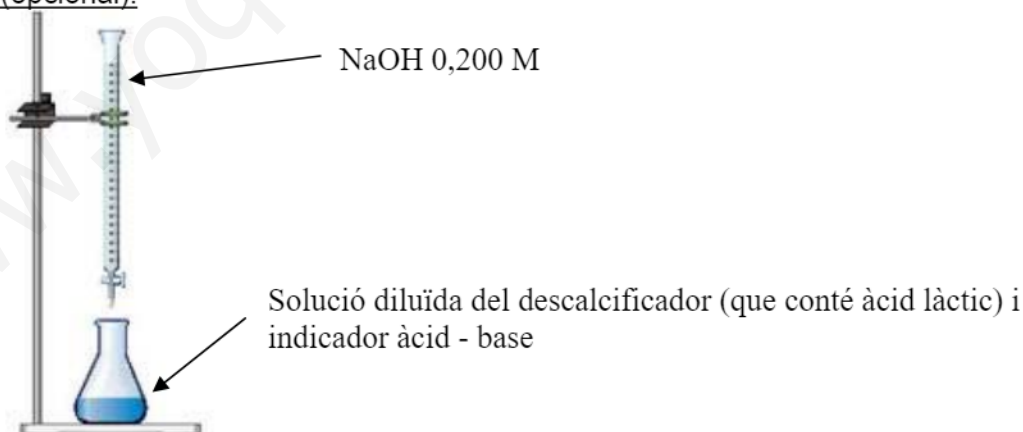 (opcional).
NaOH 0,200 M
Solució diluïda del descalcificador (que conté àcid làctic) i
indicador àcid - base